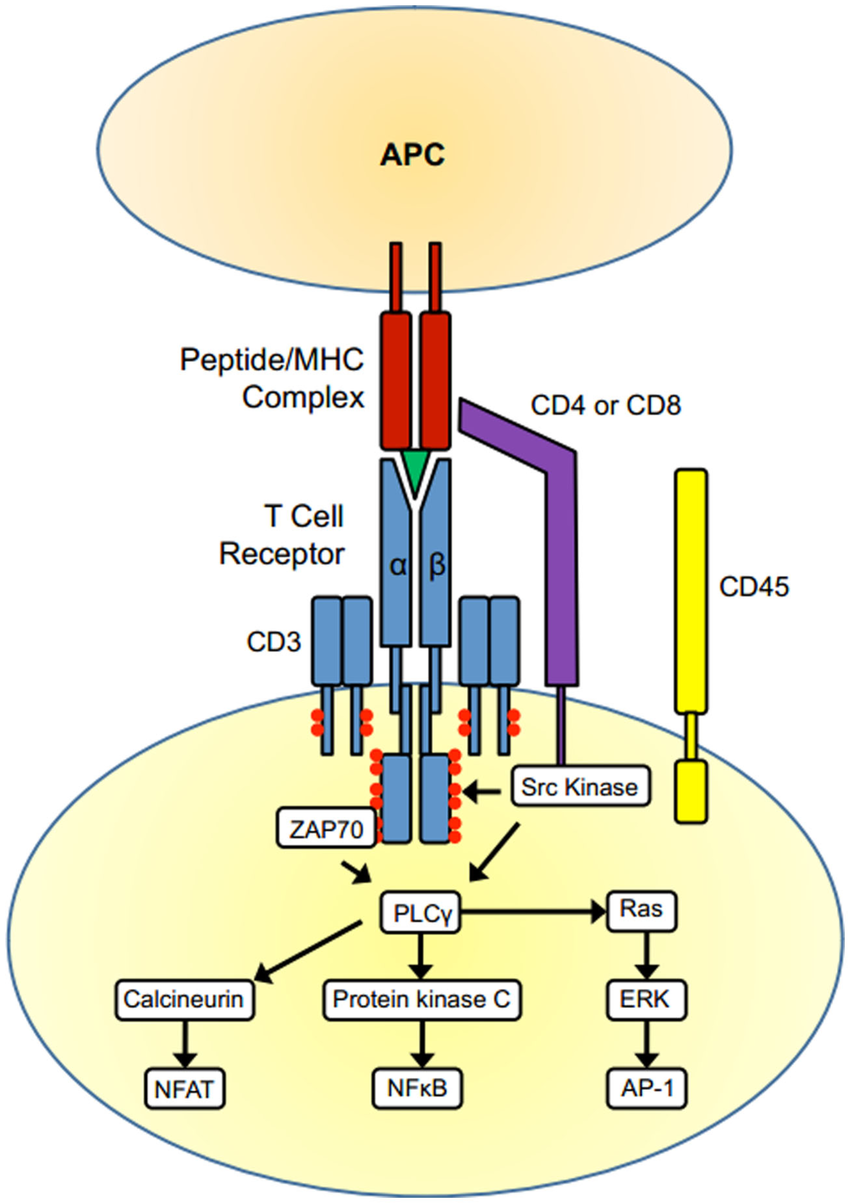 APC
Peptide/MHC
Complex
CD4 or CD8
T Cell
Receptor
α
β
CD45
CD3
Src Kinase
ZAP70
PLCγ
Ras
Calcineurin
Protein kinase C
ERK
NFAT
NFκB
AP-1